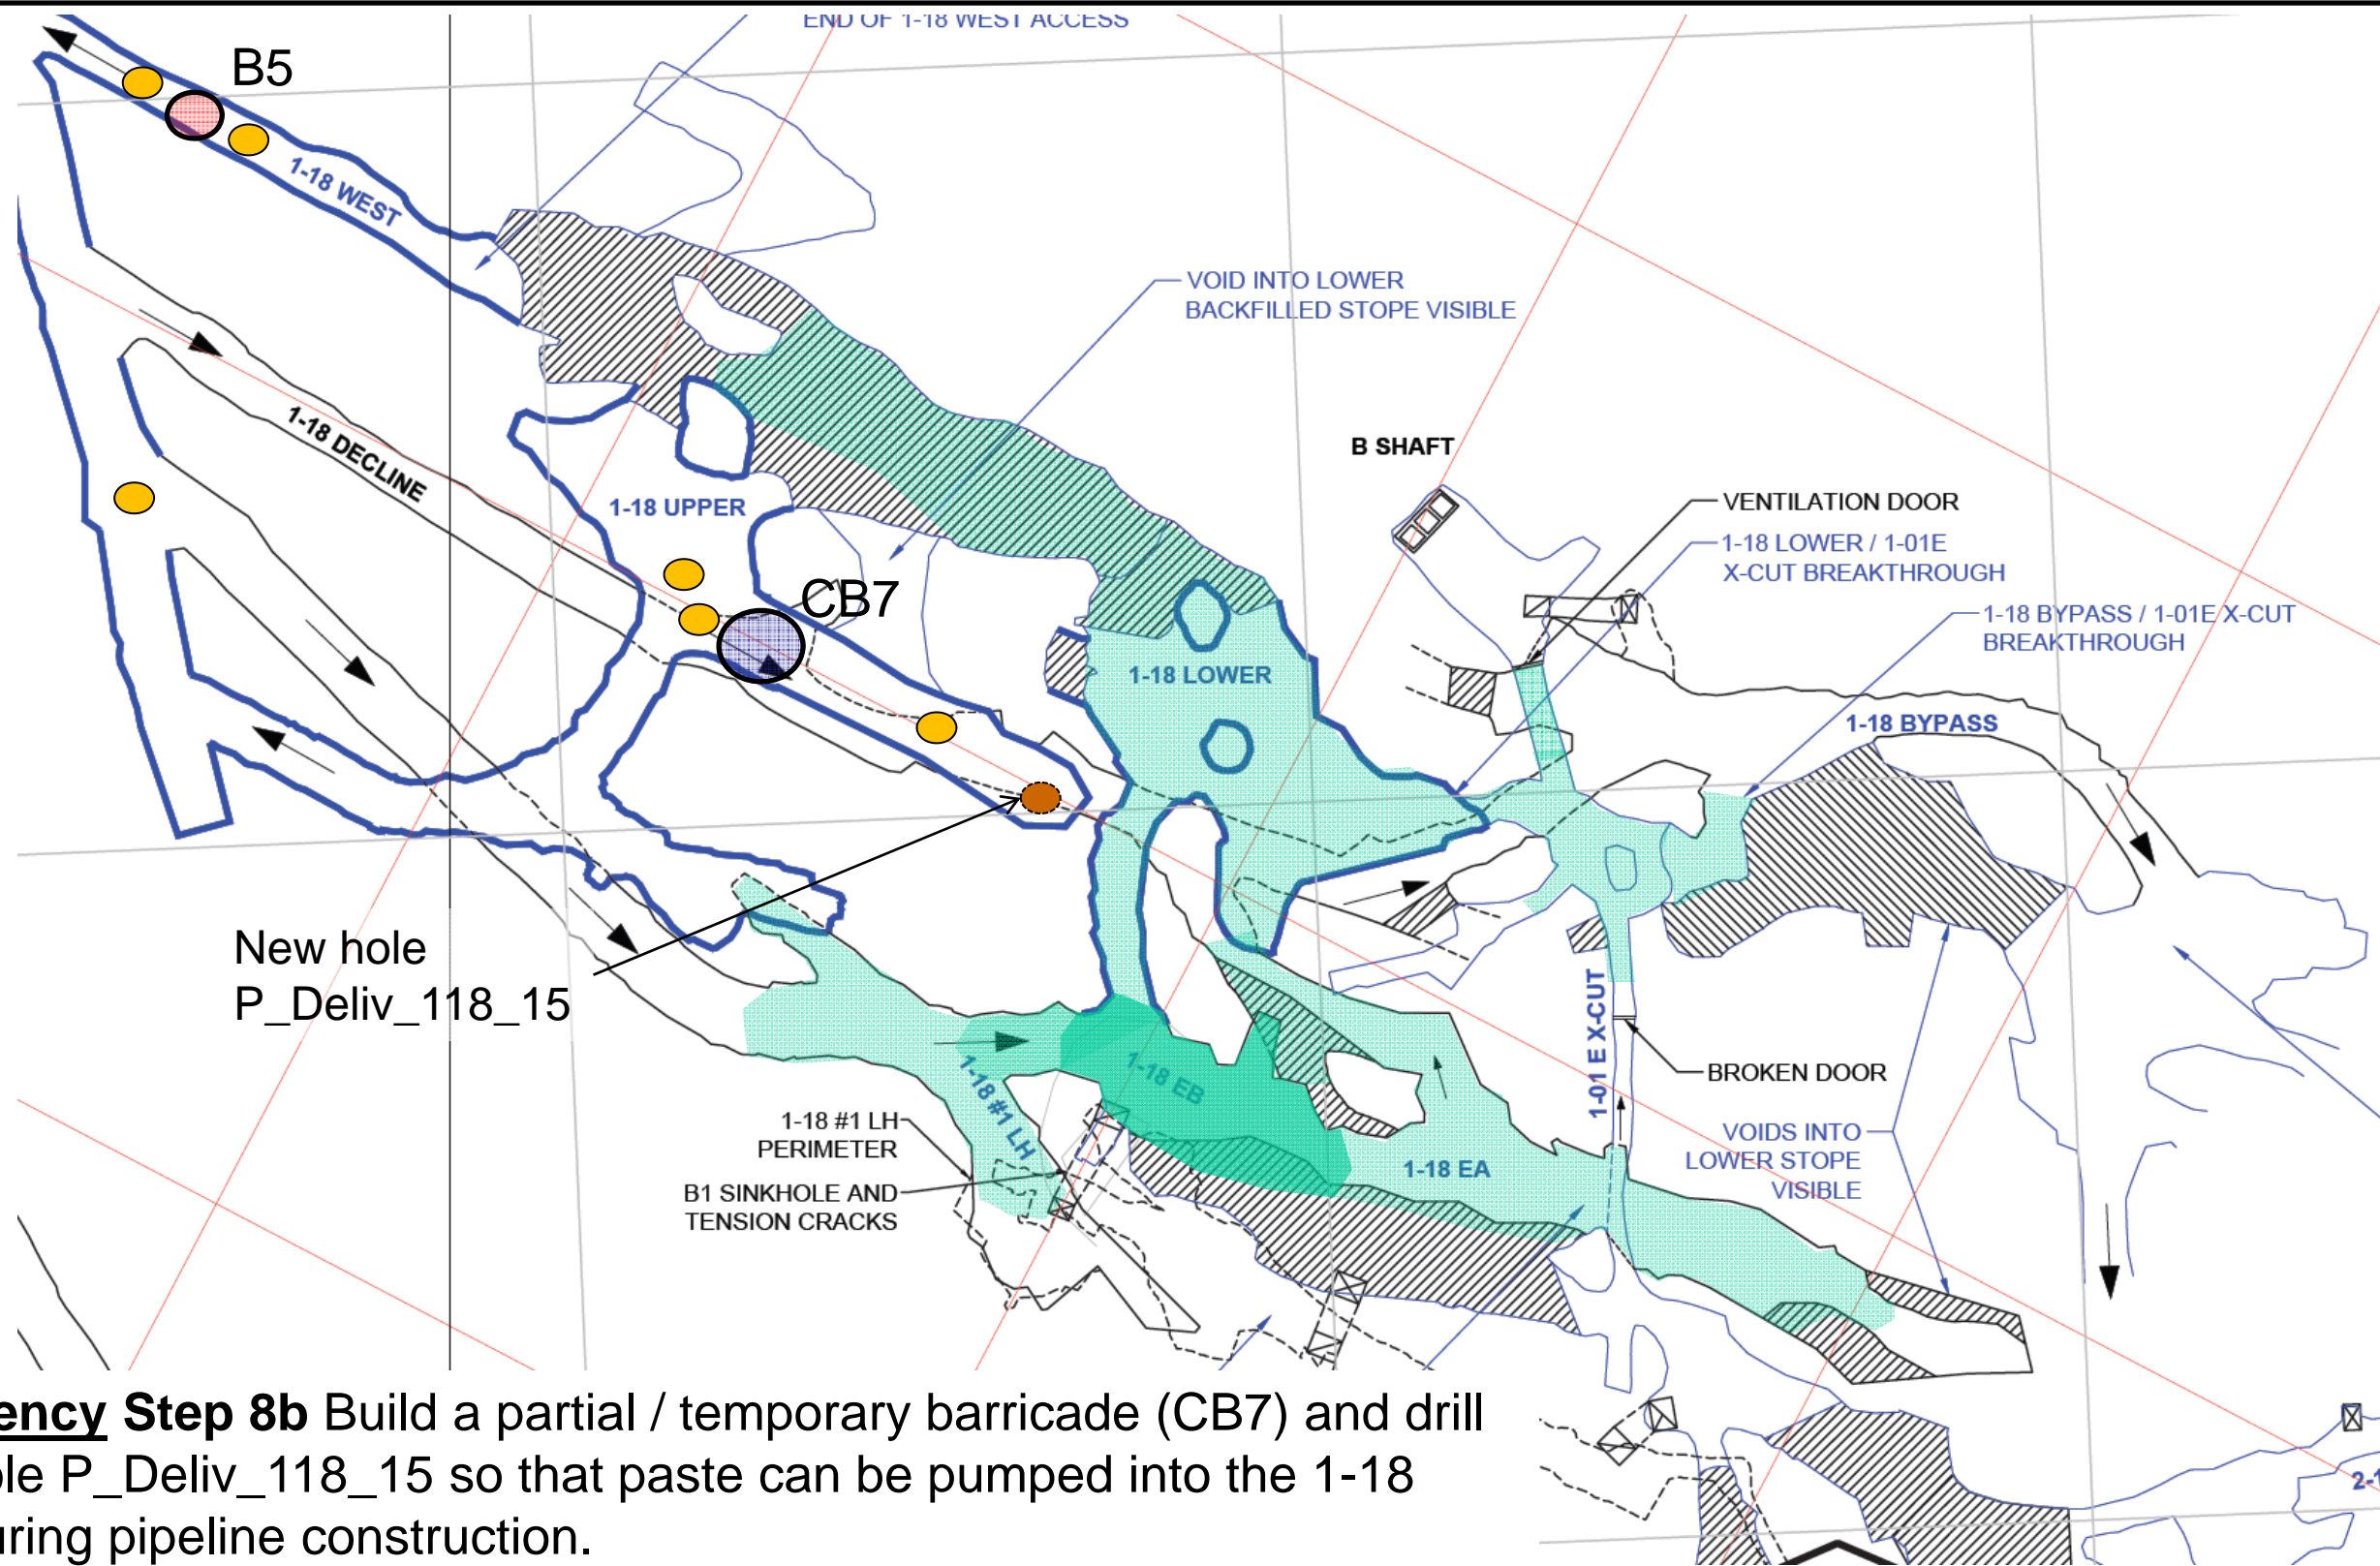 END OF 1-18 WEST ACCESS
B5
1-18 WEST
VOID INTO LOWER
BACKFILLED STOPE VISIBLE
1-18 DECLINE
B SHAFT
1-18 UPPER
VENTILATION DOOR
1-18 LOWER / 1-01E
X-CUT BREAKTHROUGH
CB7
1-18 BYPASS / 1-01E X-CUT
BREAKTHROUGH
1-18 LOWER
1-18 BYPASS
New hole
P_Deliv_118_15
1-01 E X-CUT
1-18 EB
1-18 #1 LH
BROKEN DOOR
1-18 #1 LH
PERIMETER
VOIDS INTO
LOWER STOPE
VISIBLE
1-18 EA
B1 SINKHOLE AND
TENSION CRACKS
ency Step 8b Build a partial / temporary barricade (CB7) and drill
ole P_Deliv_118_15 so that paste can be pumped into the 1-18
uring pipeline construction.